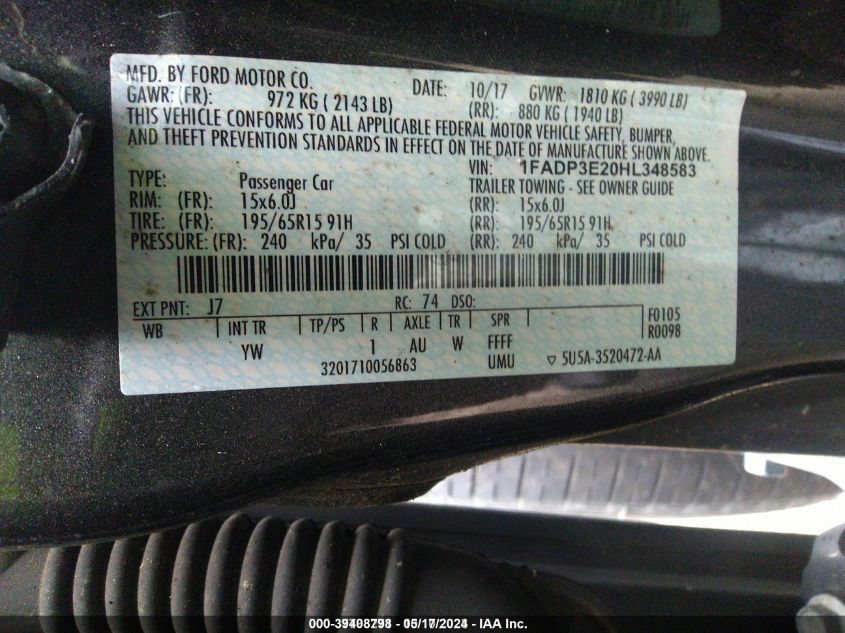 MFD. BY FORD MOTOR CO. DATE: 10/17 GVWR: 1810 KG ( 3990 LB)
GAWR: (FR): 972 KG ( 2143 LB) (RR): 880 KG ( 1940 LB)
THIS VEHICLE CONFORMS TO ALL APPLICABLE FEDERAL MOTOR VEHICLE SAFETY, BUMPER,
AND THEFT PREVENTION STANDARDS IN EFFECT ON THE DATE OF MANUFACTURE SHOWN ABOVE.
VIN: 1FADP3E20HL348583
TYPE: Passenger Car TRAILER TOWING - SEE OWNER GUIDE
RIM: (FR): 15x6.0J (RR): 15x6.0J
TIRE: (FR): 195/65R15 91H (RR): 195/65R15 91H
PRESSURE: (FR): 240 kPa/ 35 PSI COLD (RR): 240 kPa/ 35 PSI COLD
EXT PNT: J7 RC: 74 DSO: F0105
WB INT TR TP/PS R AXLE TR SPR R0098
YW 1 AU W FFFF
3201710056863 UMU ▽ 5U5A-3520472-AA
000-39408798 - 05/17/2024 - IAA Inc.